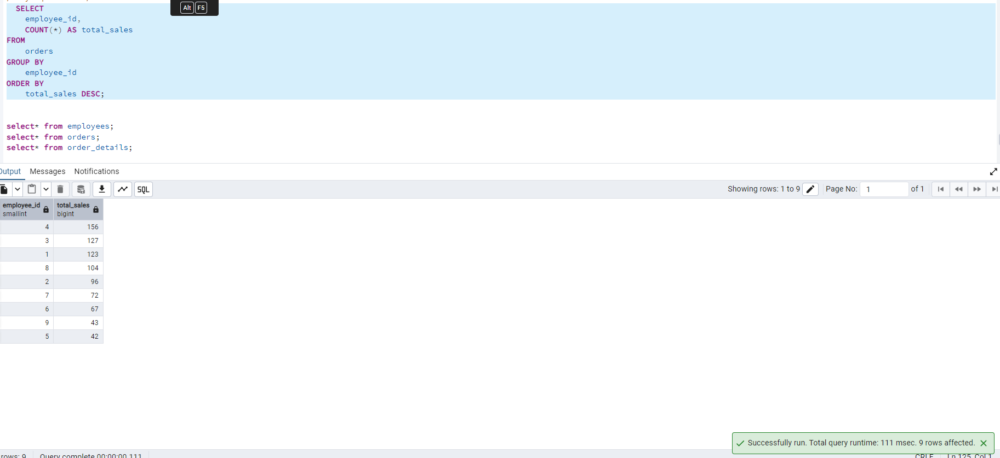 Alt F5
SELECT
employee_id,
COUNT(*) AS total_sales
FROM
orders
GROUP BY
employee_id
ORDER BY
total_sales DESC;
select* from employees;
select* from orders;
select* from order_details;
Output Messages Notifications
SQL
Showing rows: 1 to 9 Page No: 1 of 1
employee_id total_sales
smallint bigint
4 156
3 127
1 123
8 104
2 96
7 72
6 67
9 43
5 42
Successfully run. Total query runtime: 111 msec. 9 rows affected.
rows: 9 Query complete 00:00:00.111 CRLF Ln 125, Col 1